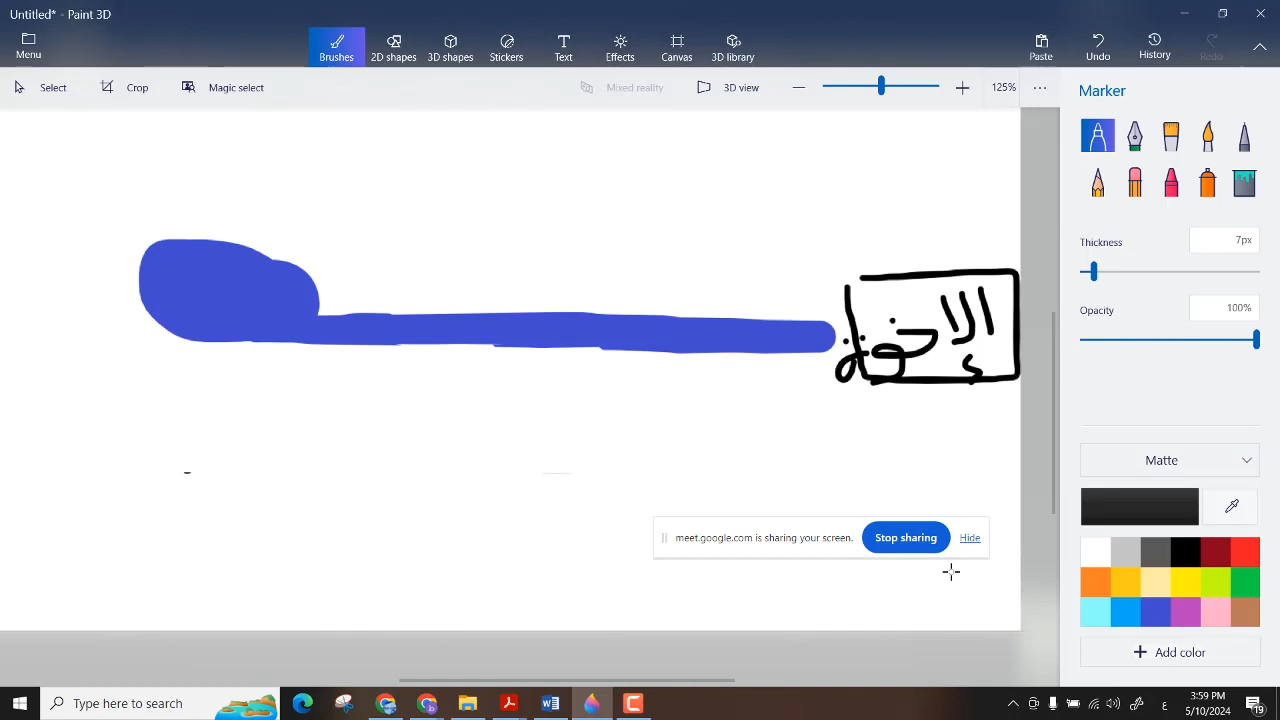 Untitled* - Paint 3D
Menu
Brushes
2D shapes
3D shapes
Stickers
Text
Effects
Canvas
3D library
Paste
Undo
History
Redo
Select
Crop
Magic select
Mixed reality
3D view
125%
Marker
Thickness
7px
Opacity
100%
Matte
Add color
meet.google.com is sharing your screen.
Stop sharing
Hide
Type here to search
ع
3:59 PM
5/10/2024
19